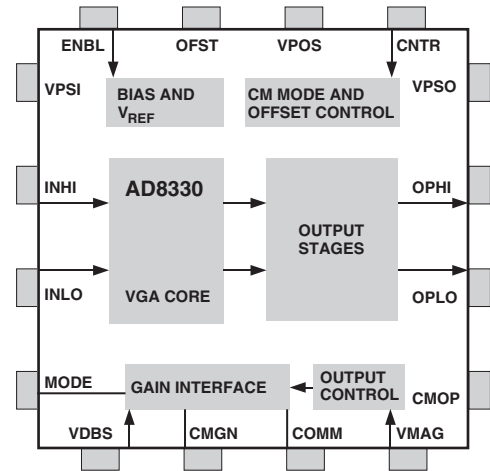 ENBL OFST VPOS CNTR
VPSI
BIAS AND
VREF
CM MODE AND
OFFSET CONTROL
VPSO
INHI
AD8330
OPHI
OUTPUT
STAGES
INLO
VGA CORE
OPLO
MODE
GAIN INTERFACE
OUTPUT
CONTROL
CMOP
VDBS CMGN COMM VMAG